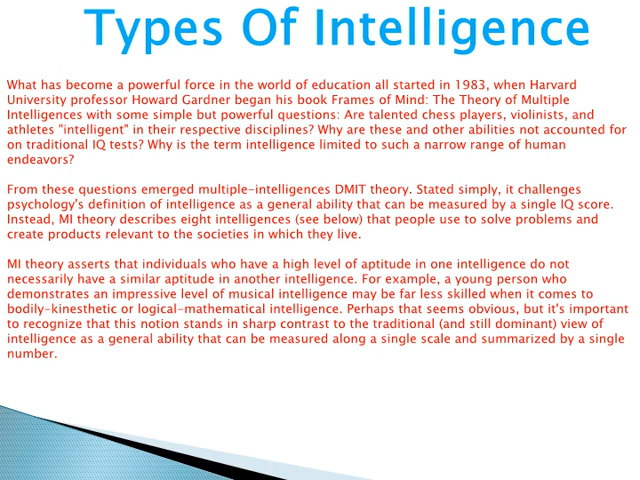 Types Of Intelligence
What has become a powerful force in the world of education all started in 1983, when Harvard
University professor Howard Gardner began his book Frames of Mind: The Theory of Multiple
Intelligences with some simple but powerful questions: Are talented chess players, violinists, and
athletes "intelligent" in their respective disciplines? Why are these and other abilities not accounted for
on traditional IQ tests? Why is the term intelligence limited to such a narrow range of human
endeavors?
From these questions emerged multiple-intelligences DMIT theory. Stated simply, it challenges
psychology's definition of intelligence as a general ability that can be measured by a single IQ score.
Instead, MI theory describes eight intelligences (see below) that people use to solve problems and
create products relevant to the societies in which they live.
MI theory asserts that individuals who have a high level of aptitude in one intelligence do not
necessarily have a similar aptitude in another intelligence. For example, a young person who
demonstrates an impressive level of musical intelligence may be far less skilled when it comes to
bodily-kinesthetic or logical-mathematical intelligence. Perhaps that seems obvious, but it's important
to recognize that this notion stands in sharp contrast to the traditional (and still dominant) view of
intelligence as a general ability that can be measured along a single scale and summarized by a single
number.